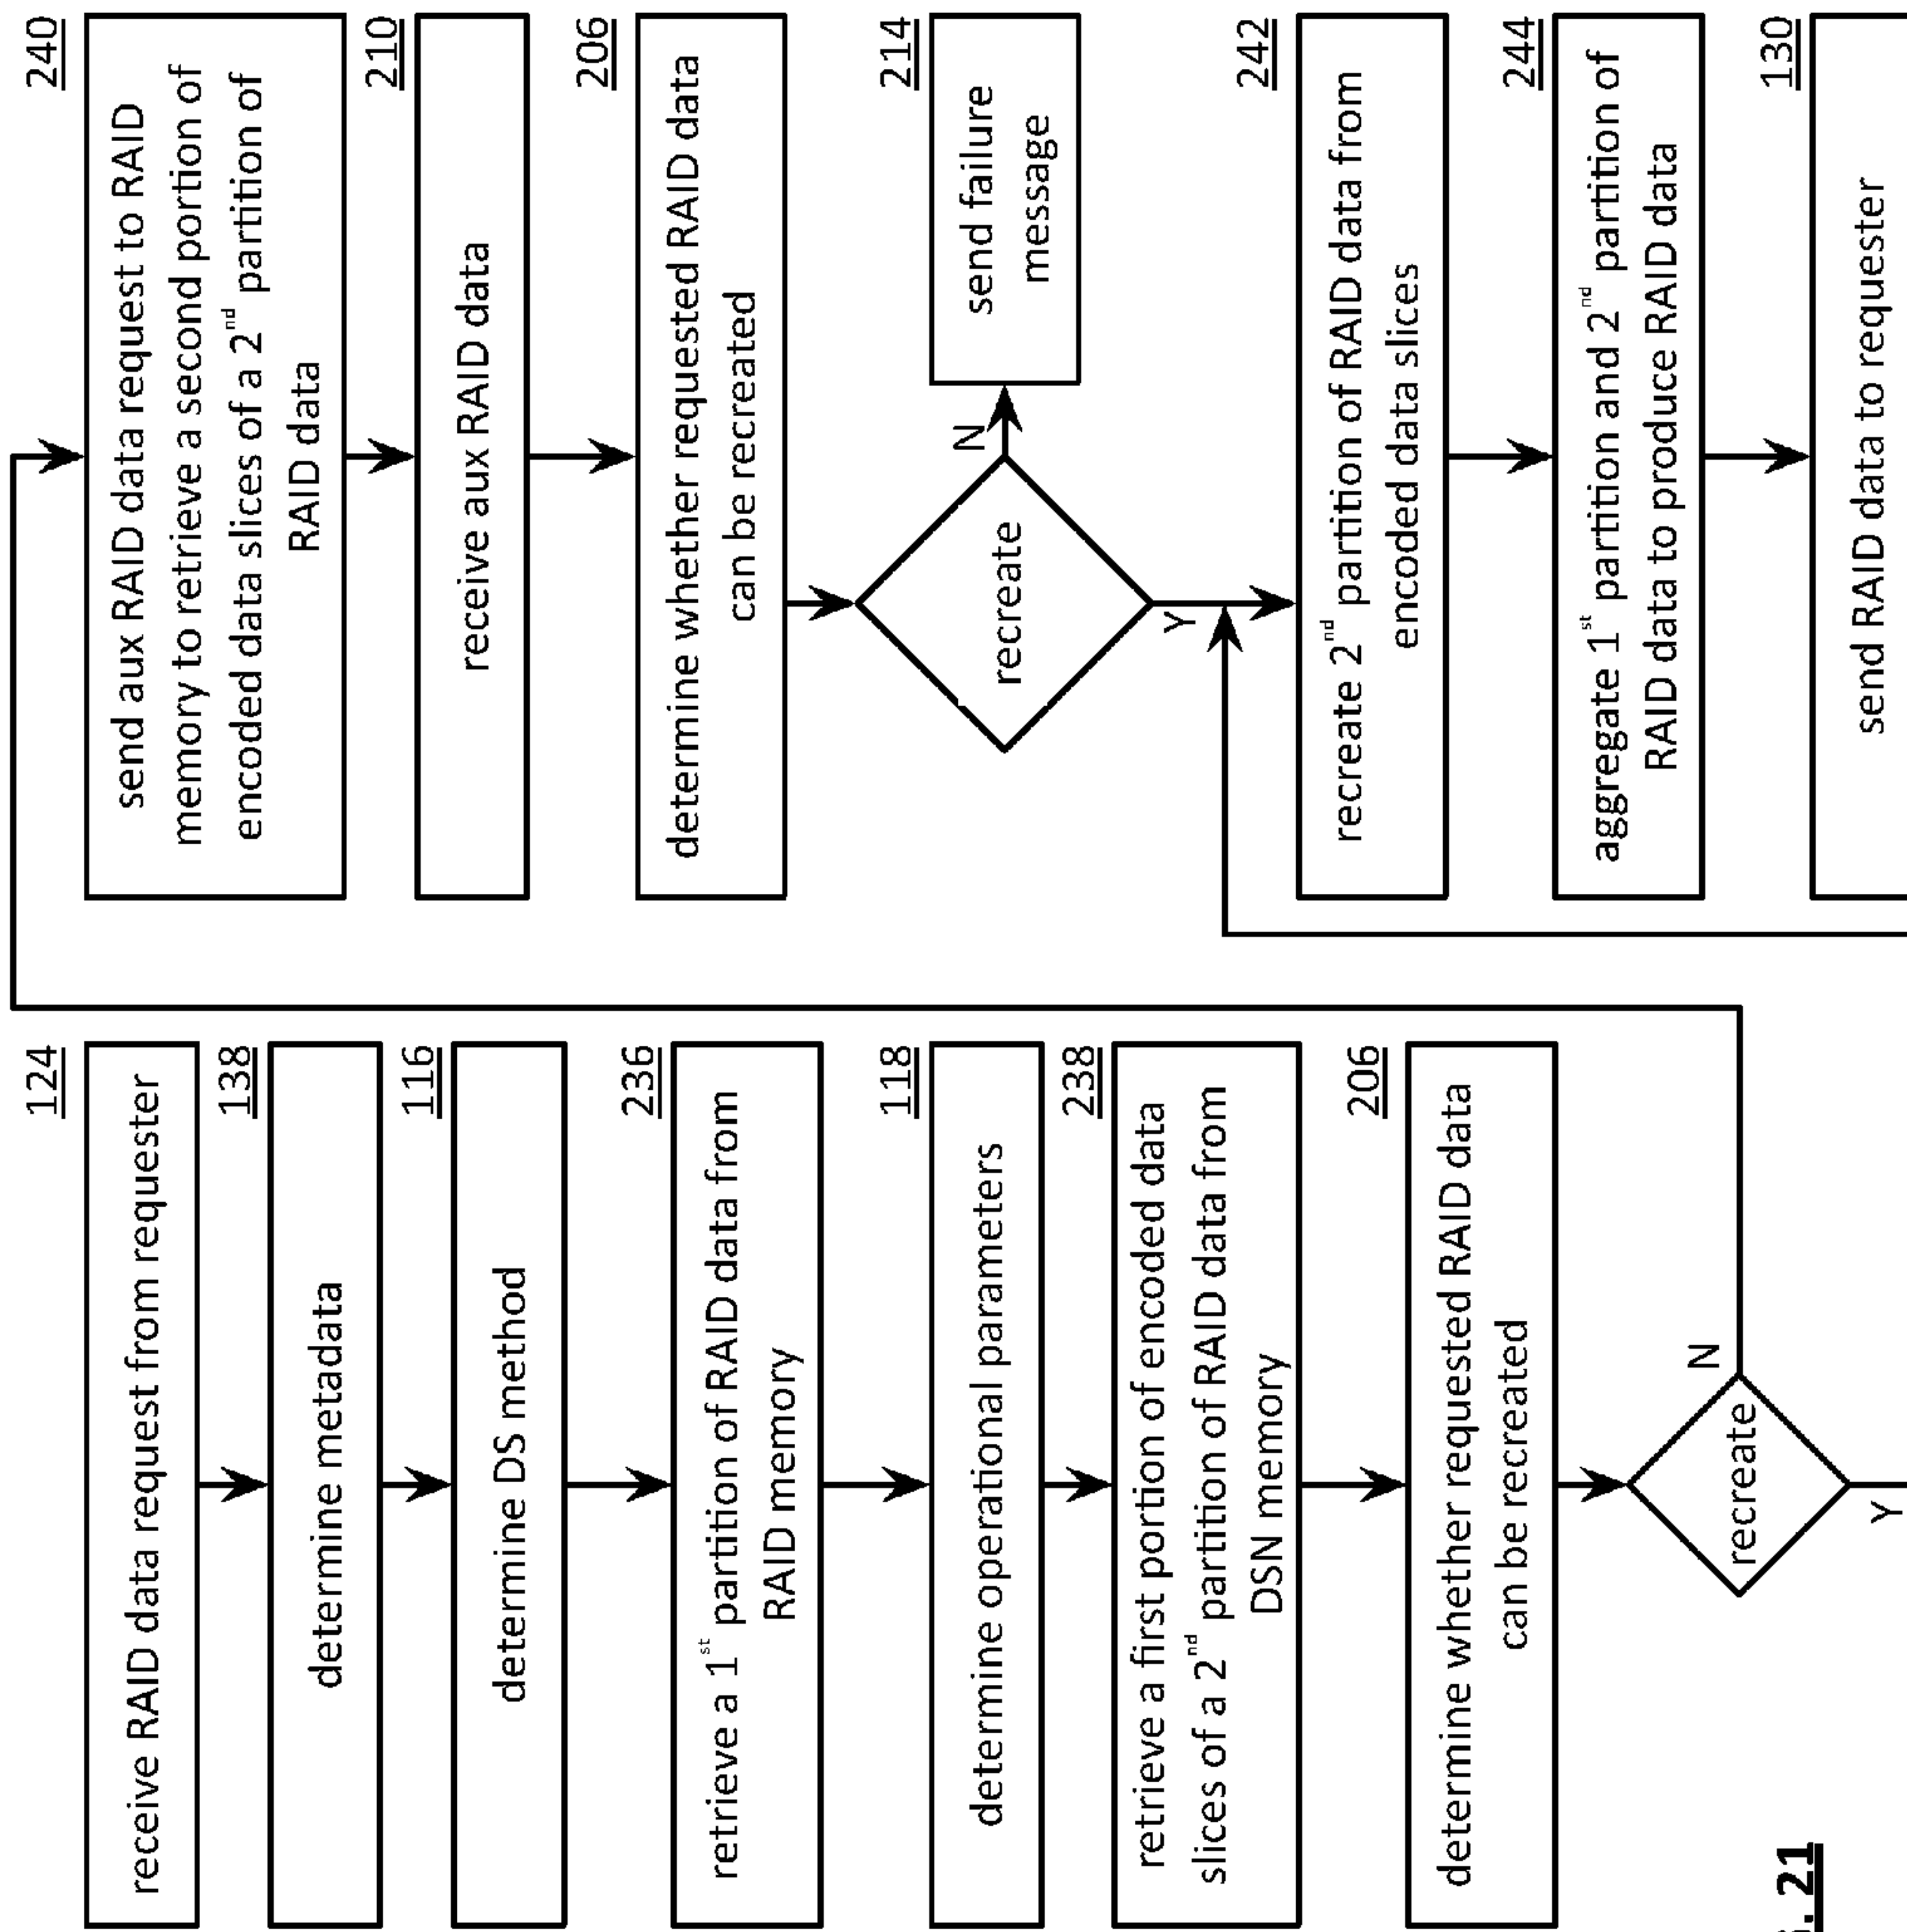 124
receive RAID data request from requester
138
determine metadata
116
determine DS method
236
retrieve a 1st partition of RAID data from
RAID memory
118
determine operational parameters
238
retrieve a first portion of encoded data
slices of a 2nd partition of RAID data from
DSN memory
206
determine whether requested RAID data
can be recreated
recreate
N
Y
240
send aux RAID data request to RAID
memory to retrieve a second portion of
encoded data slices of a 2nd partition of
RAID data
210
receive aux RAID data
206
determine whether requested RAID data
can be recreated
recreate
N
214
send failure
message
Y
242
recreate 2nd partition of RAID data from
encoded data slices
244
aggregate 1st partition and 2nd partition of
RAID data to produce RAID data
130
send RAID data to requester
. 21